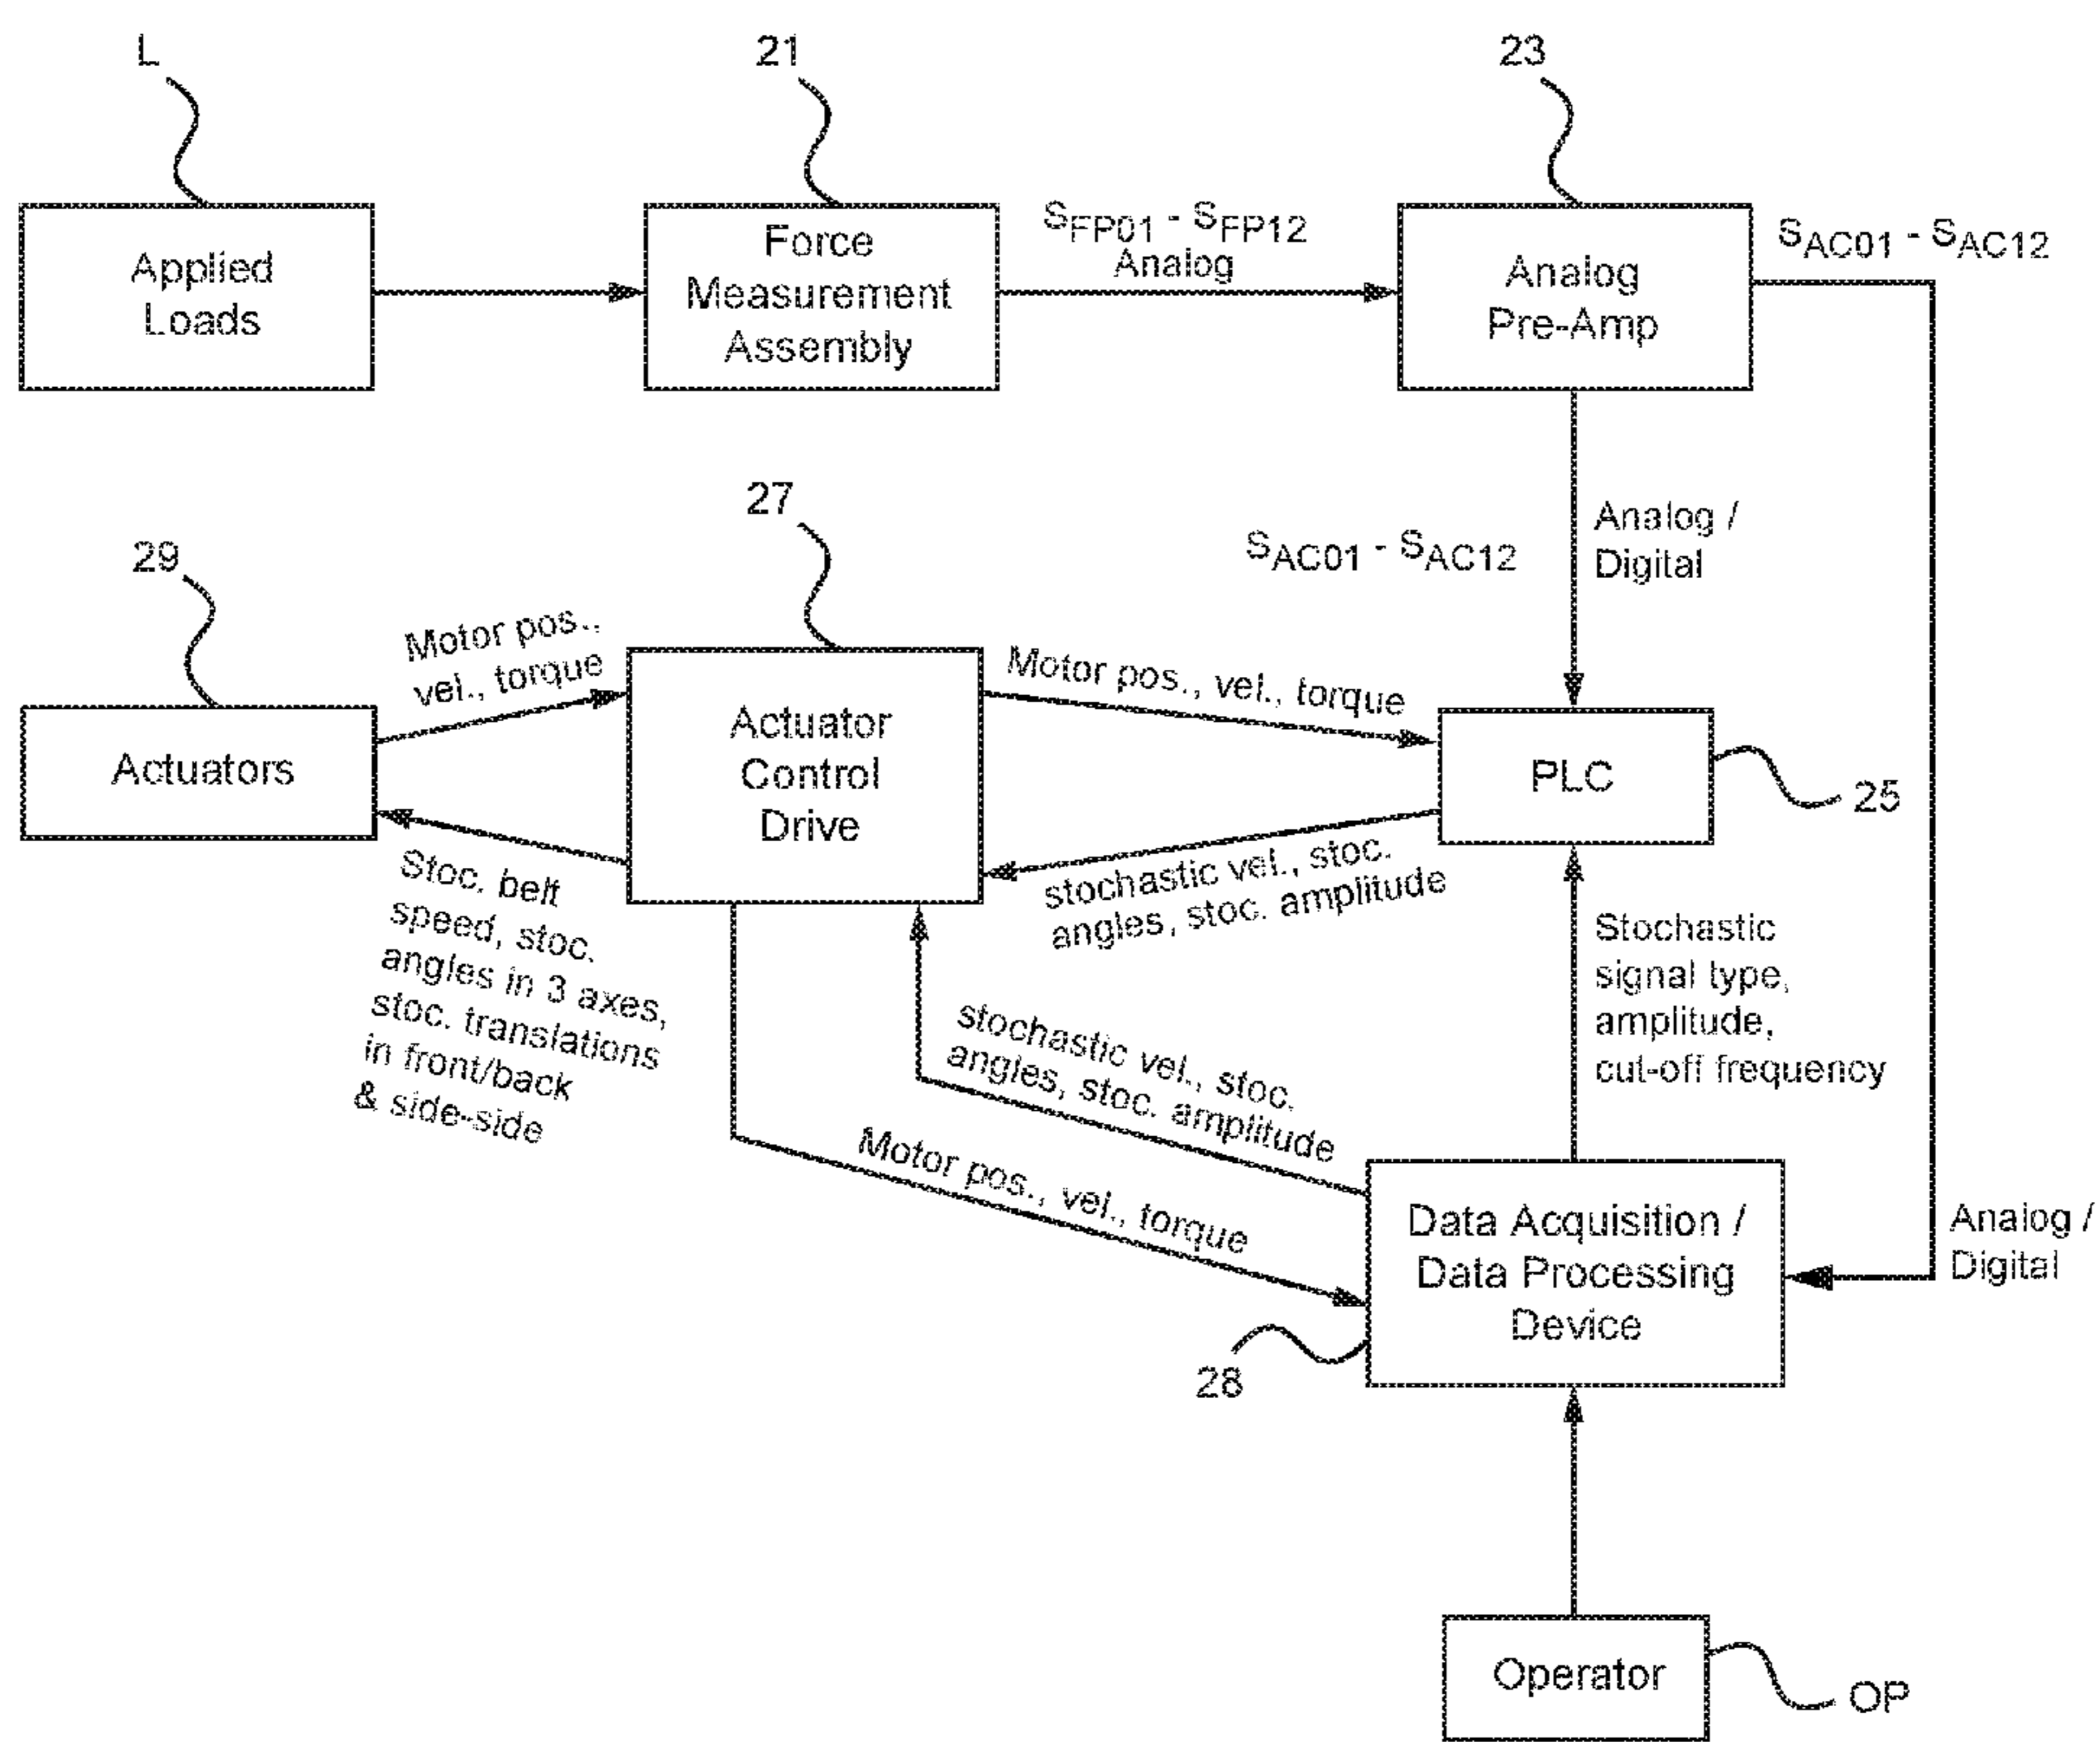 L
21
23
Applied
Loads
Force
Measurement
Assembly
SFP01 - SFP12
Analog
Analog
Pre-Amp
SAC01 - SAC12
27
29
SAC01 - SAC12
Analog /
Digital
Motor pos.,
vel., torque
Motor pos., vel., torque
Actuators
Actuator
Control
Drive
PLC
25
Stoc. belt
speed, stoc.
angles in 3 axes,
stoc. translations
in front/back
& side-side
stochastic vel., stoc.
angles, stoc. amplitude
Stochastic
signal type,
amplitude,
cut-off frequency
stochastic vel., stoc.
angles, stoc. amplitude
Motor pos., vel., torque
Data Acquisition /
Data Processing
Device
Analog /
Digital
28
Operator
OP